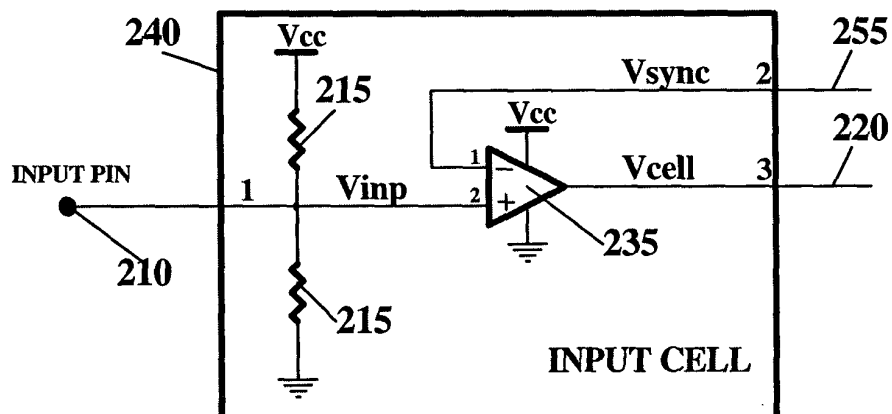 240
Vcc
255
Vsync 2
215
Vcc
220
1
−
Vcell 3
INPUT PIN
1 Vinp
2
+
235
210
215
INPUT CELL